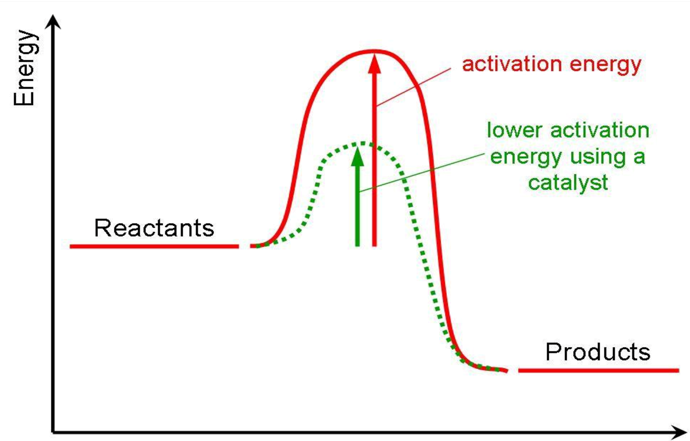 Energy
activation energy
lower activation
energy using a
catalyst
Reactants
Products